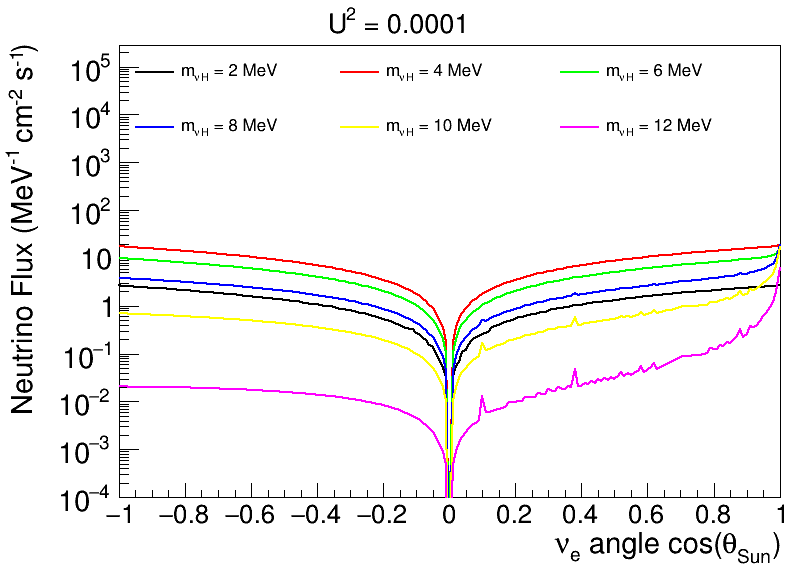 U² = 0.0001
Neutrino Flux (MeV⁻¹ cm⁻² s⁻¹)
m_νH = 2 MeV m_νH = 4 MeV m_νH = 6 MeV
m_νH = 8 MeV m_νH = 10 MeV m_νH = 12 MeV
10⁵
10⁴
10³
10²
10
1
10⁻¹
10⁻²
10⁻³
10⁻⁴
−1 −0.8 −0.6 −0.4 −0.2 0 0.2 0.4 0.6 0.8 1
ν_e angle cos(θ_Sun)